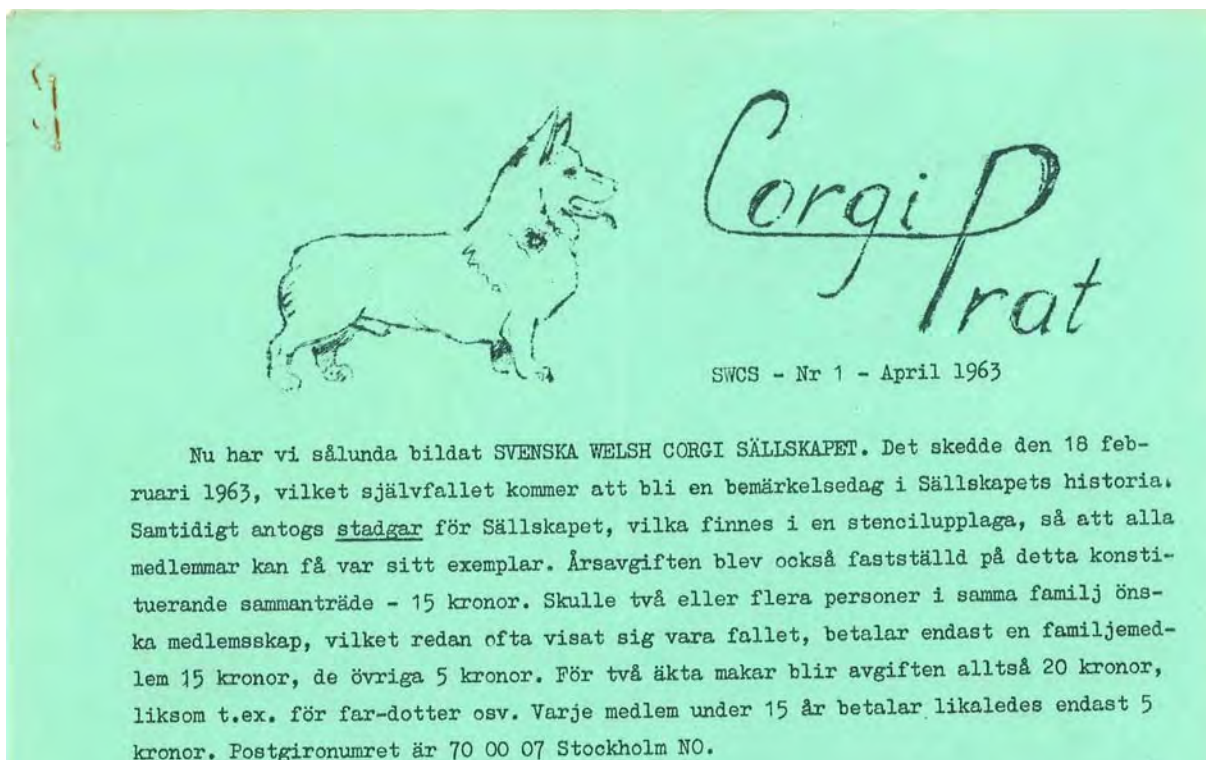 Corgi
Prat
SWCS - Nr 1 - April 1963
Nu har vi sålunda bildat SVENSKA WELSH CORGI SÄLLSKAPET. Det skedde den 18 feb-
ruari 1963, vilket självfallet kommer att bli en bemärkelsedag i Sällskapets historia.
Samtidigt antogs stadgar för Sällskapet, vilka finnes i en stencilupplaga, så att alla
medlemmar kan få var sitt exemplar. Årsavgiften blev också fastställd på detta konsti-
tuerande sammanträde - 15 kronor. Skulle två eller flera personer i samma familj öns-
ka medlemsskap, vilket redan ofta visat sig vara fallet, betalar endast en familjemed-
lem 15 kronor, de övriga 5 kronor. För två äkta makar blir avgiften alltså 20 kronor,
liksom t.ex. för far-dotter osv. Varje medlem under 15 år betalar likaledes endast 5
kronor. Postgironumret är 70 00 07 Stockholm NO.